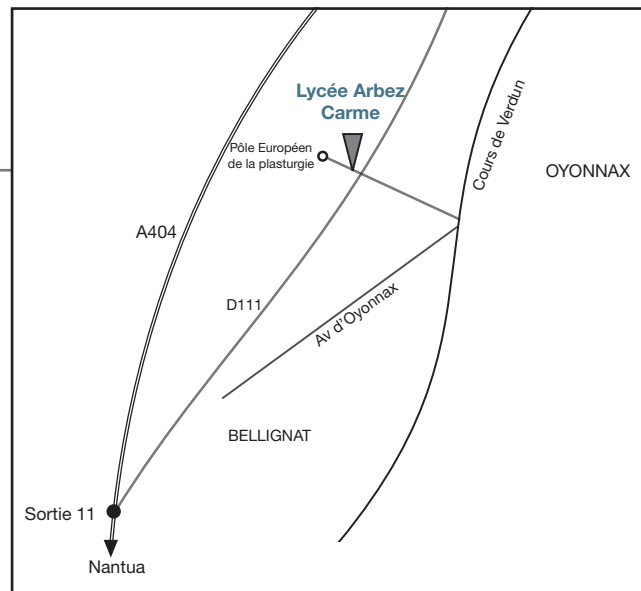 Lycée Arbez
Carme
Pôle Européen
de la plasturgie
Cours de Verdun
OYONNAX
A404
D111
Av d'Oyonnax
BELLIGNAT
Sortie 11
Nantua